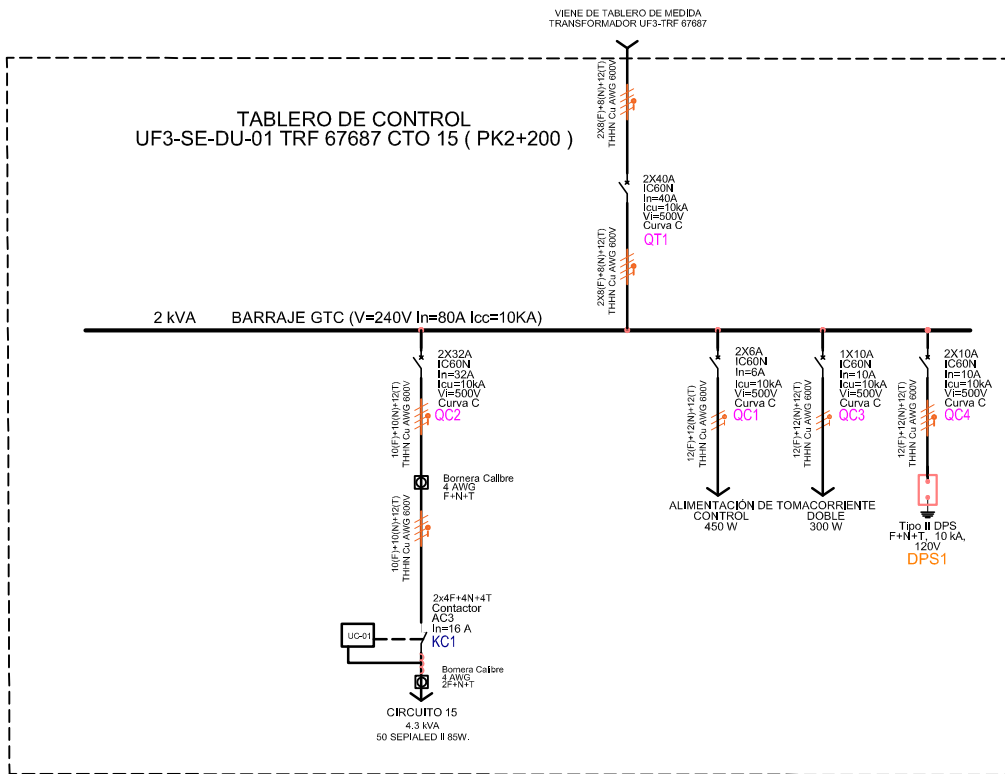 VIENE DE TABLERO DE MEDIDA
TRANSFORMADOR UF3-TRF 67687
TABLERO DE CONTROL
UF3-SE-DU-01 TRF 67687 CTO 15 ( PK2+200 )
2X8(F)+8(N)+12(T)
THHN Cu AWG 600V
2X40A
IC60N
In=40A
Icu=10kA
Vi=500V
Curva C
QT1
2X8(F)+8(N)+12(T)
THHN Cu AWG 600V
2 kVA
BARRAJE GTC (V=240V In=80A Icc=10KA)
2X32A
IC60N
In=32A
Icu=10kA
Vi=500V
Curva C
QC2
10(F)+10(N)+12(T)
THHN Cu AWG 600V
Bornera Calibre
4 AWG
F+N+T
10(F)+10(N)+12(T)
THHN Cu AWG 600V
2x4F+4N+4T
Contactor
AC3
In=16 A
KC1
UC-01
Bornera Calibre
4 AWG
2F+N+T
CIRCUITO 15
4.3 kVA
50 SEPIALED II 85W.
2X6A
IC60N
In=6A
Icu=10kA
Vi=500V
Curva C
QC1
12(F)+12(N)+12(T)
THHN Cu AWG 600V
ALIMENTACIÓN DE
CONTROL
450 W
1X10A
IC60N
In=10A
Icu=10kA
Vi=500V
Curva C
QC3
12(F)+12(N)+12(T)
THHN Cu AWG 600V
TOMACORRIENTE
DOBLE
300 W
2X10A
IC60N
In=10A
Icu=10kA
Vi=500V
Curva C
QC4
12(F)+12(N)+12(T)
THHN Cu AWG 600V
Tipo II DPS
F+N+T, 10 kA,
120V
DPS1